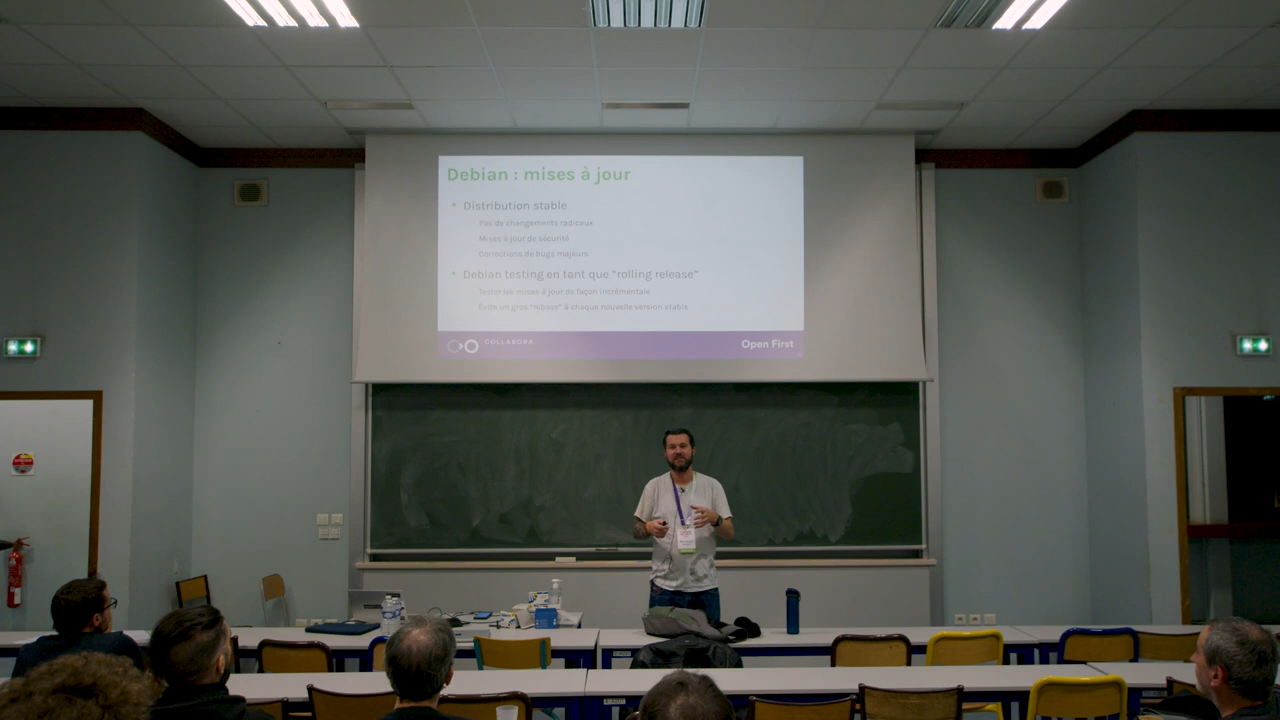 Debian : mises à jour
Distribution stable
Pas de changements radicaux
Mises à jour de sécurité
Corrections de bugs majeurs
Debian testing en tant que "rolling release"
Tester les mises à jour de façon incrémentale
Évite un gros "rebase" à chaque nouvelle version stable
COLLABORA
Open First